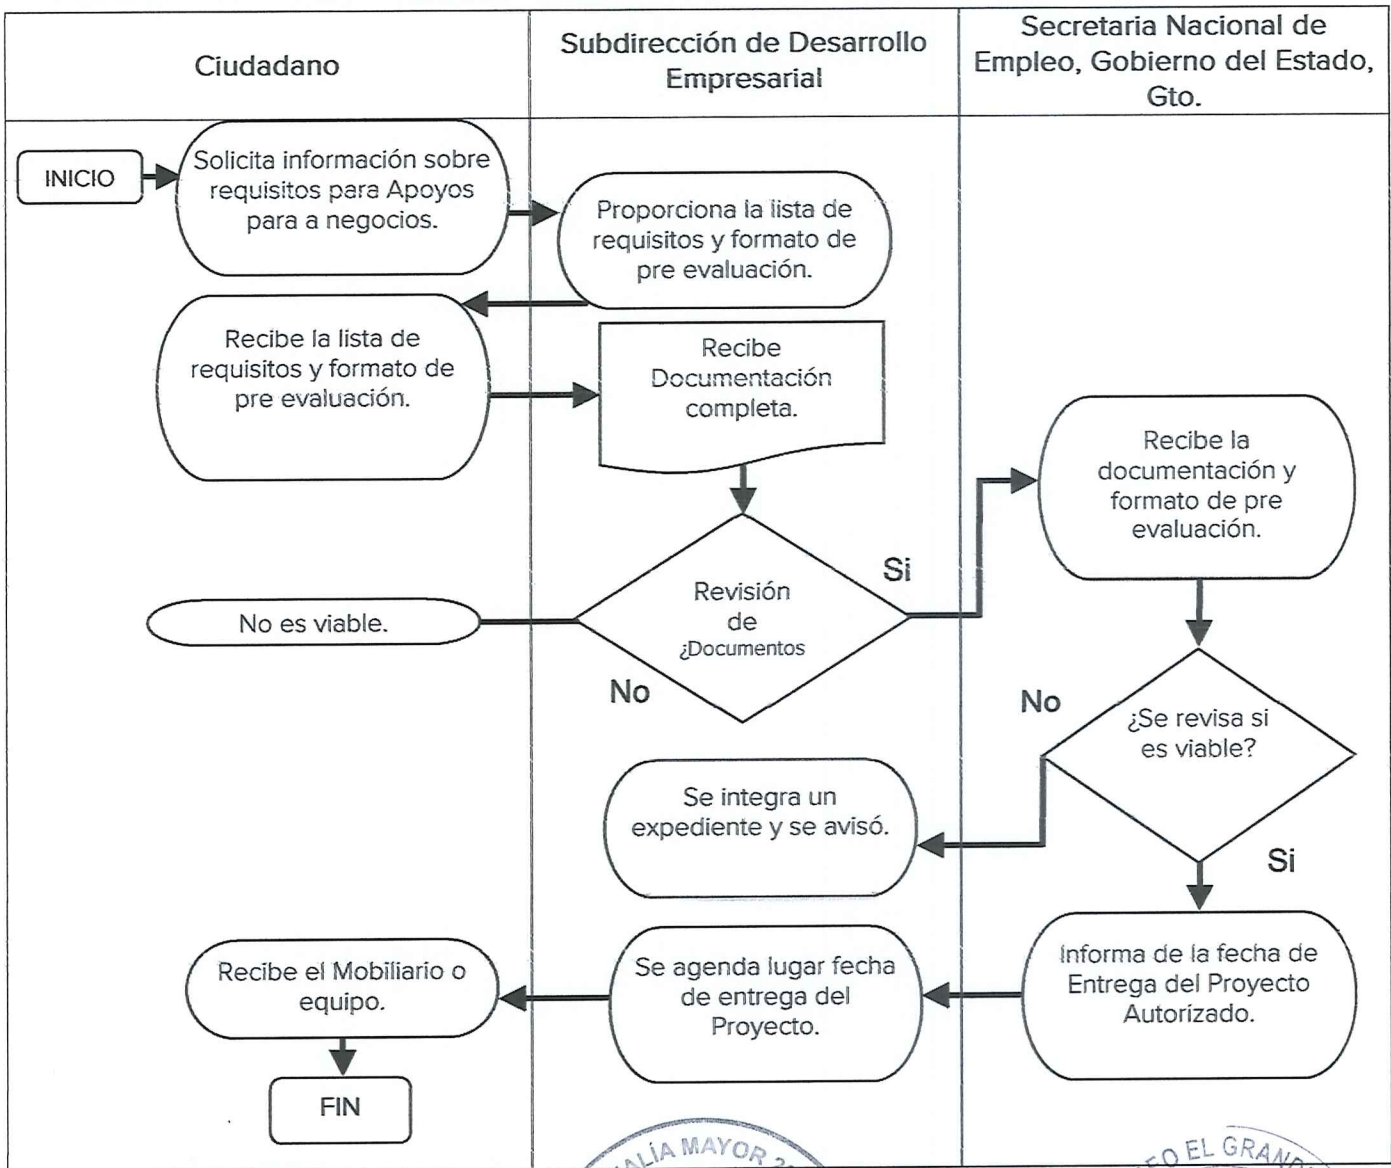 Ciudadano
Subdirección de Desarrollo
Empresarial
Secretaria Nacional de
Empleo, Gobierno del Estado,
Gto.
INICIO
Solicita información sobre
requisitos para Apoyos
para a negocios.
Proporciona la lista de
requisitos y formato de
pre evaluación.
Recibe la lista de
requisitos y formato de
pre evaluación.
Recibe
Documentación
completa.
Recibe la
documentación y
formato de pre
evaluación.
Si
Revisión
de
¿Documentos
No es viable.
No
No
¿Se revisa si
es viable?
Se integra un
expediente y se avisó.
Si
Recibe el Mobiliario o
equipo.
Se agenda lugar fecha
de entrega del
Proyecto.
Informa de la fecha de
Entrega del Proyecto
Autorizado.
FIN
MAYOR
EL